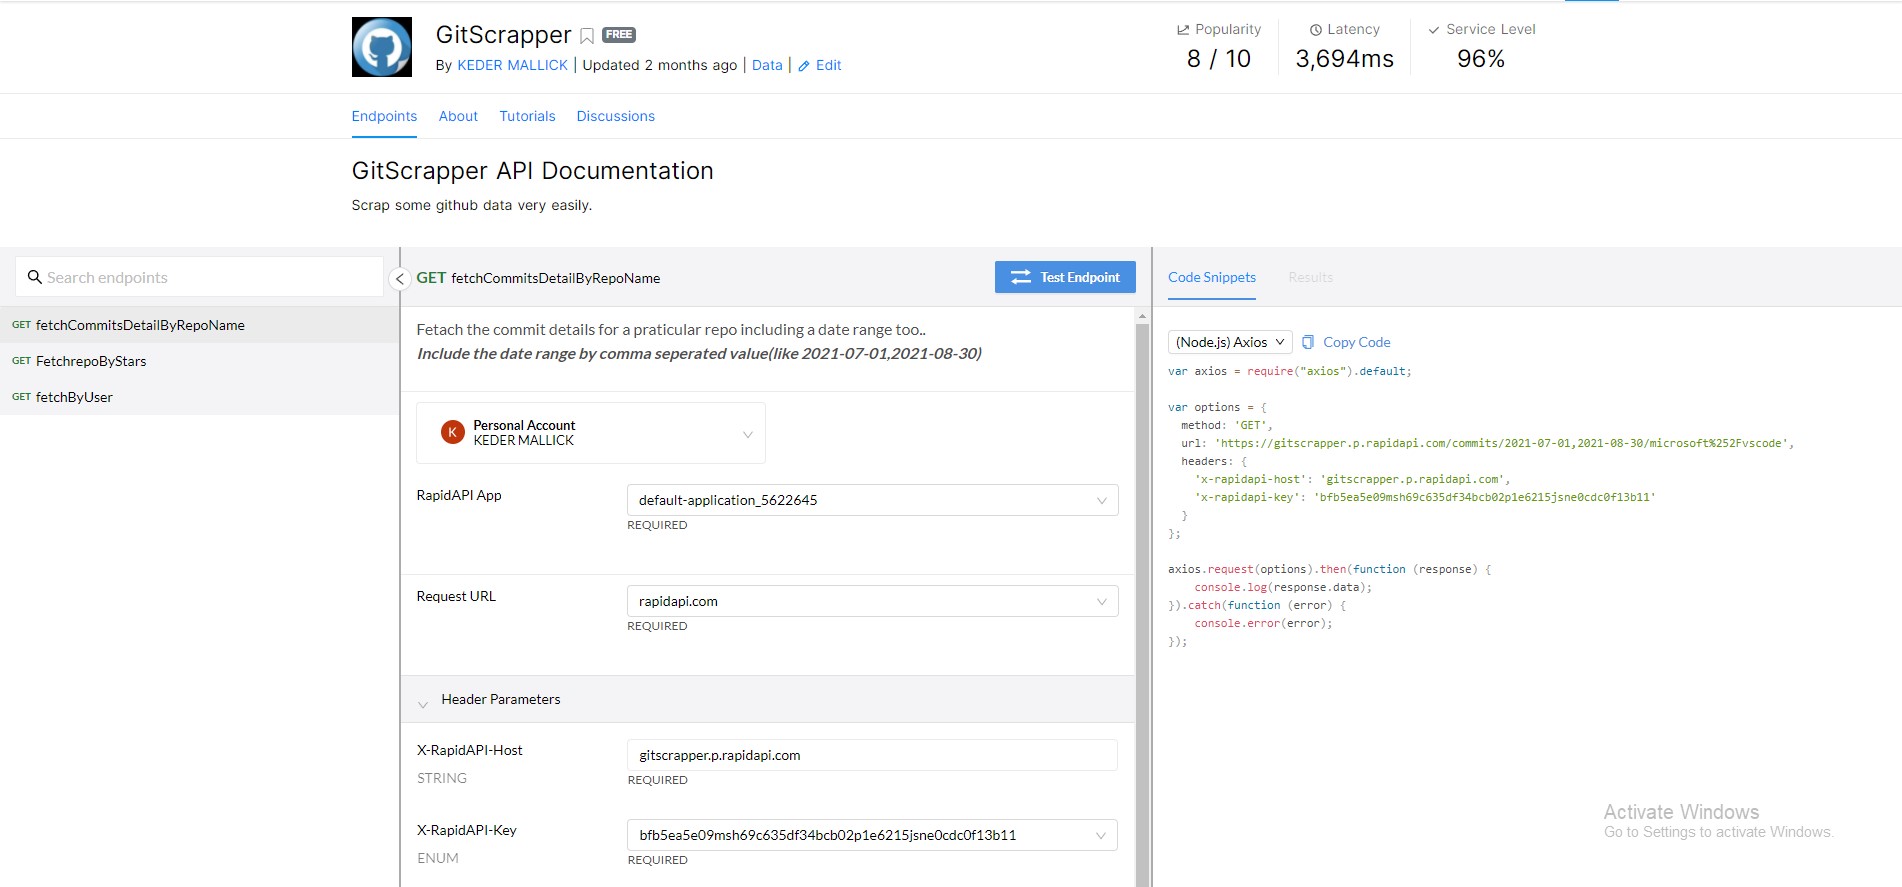 GitScrapper FREE
By KEDER MALLICK | Updated 2 months ago | Data | Edit
Popularity
8 / 10
Latency
3,694ms
Service Level
96%
Endpoints About Tutorials Discussions
GitScrapper API Documentation
Scrap some github data very easily.
Search endpoints
GET fetchCommitsDetailByRepoName
GET FetchrepoByStars
GET fetchByUser
GET fetchCommitsDetailByRepoName
Test Endpoint
Fetach the commit details for a praticular repo including a date range too..
Include the date range by comma seperated value(like 2021-07-01,2021-08-30)
K
Personal Account
KEDER MALLICK
RapidAPI App
default-application_5622645
REQUIRED
Request URL
rapidapi.com
REQUIRED
Header Parameters
X-RapidAPI-Host
STRING
gitscrapper.p.rapidapi.com
REQUIRED
X-RapidAPI-Key
ENUM
bfb5ea5e09msh69c635df34bcb02p1e6215jsne0cdc0f13b11
REQUIRED
Code Snippets Results
(Node.js) Axios Copy Code
var axios = require("axios").default;
var options = {
method: 'GET',
url: 'https://gitscrapper.p.rapidapi.com/commits/2021-07-01,2021-08-30/microsoft%252Fvscode',
headers: {
'x-rapidapi-host': 'gitscrapper.p.rapidapi.com',
'x-rapidapi-key': 'bfb5ea5e09msh69c635df34bcb02p1e6215jsne0cdc0f13b11'
}
};
axios.request(options).then(function (response) {
console.log(response.data);
}).catch(function (error) {
console.error(error);
});
Activate Windows
Go to Settings to activate Windows.